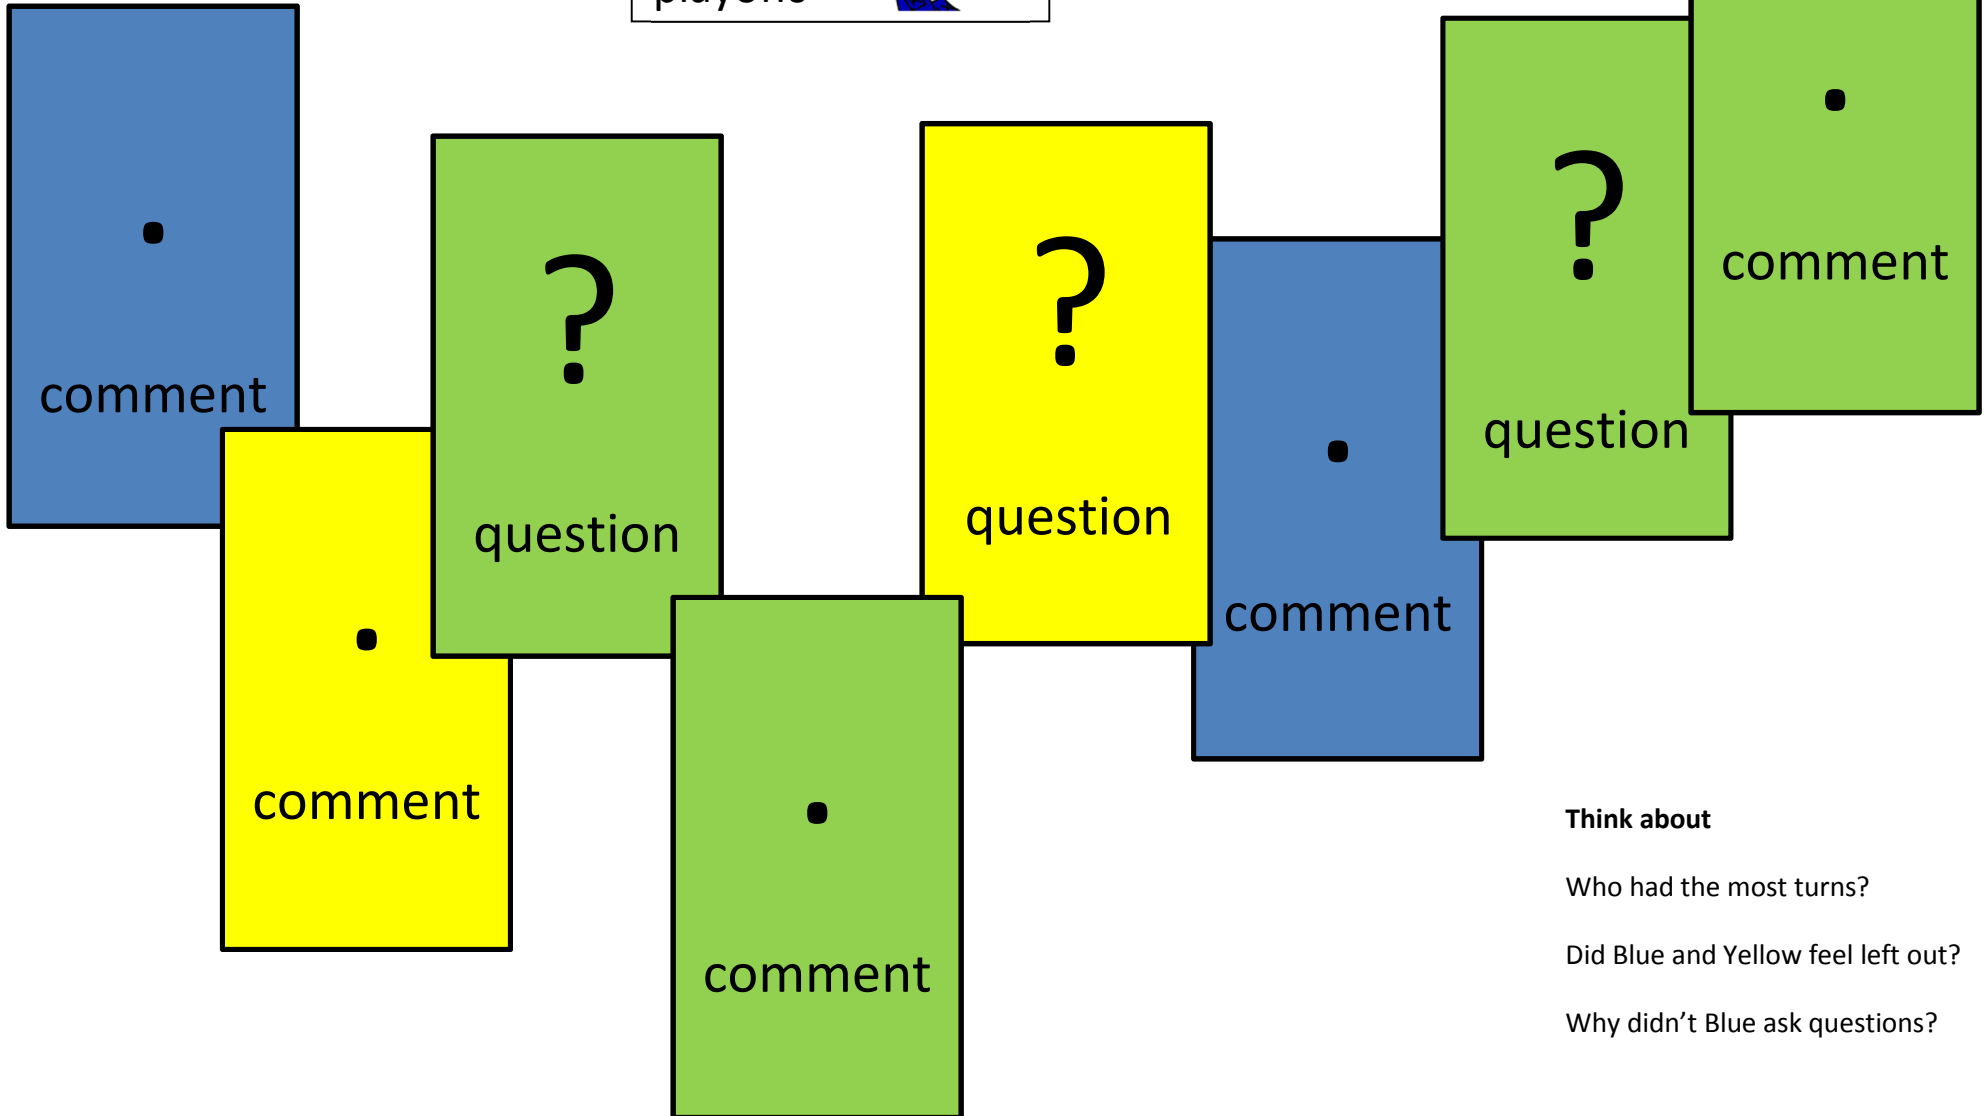 .
comment
.
comment
?
question
.
comment
?
question
.
comment
?
question
.
comment
Think about
Who had the most turns?
Did Blue and Yellow feel left out?
Why didn’t Blue ask questions?